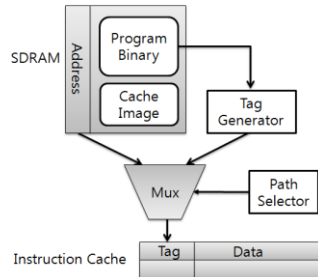 SDRAM
Address
Program
Binary
Cache
Image
Tag
Generator
Mux
Path
Selector
Instruction Cache
Tag
Data